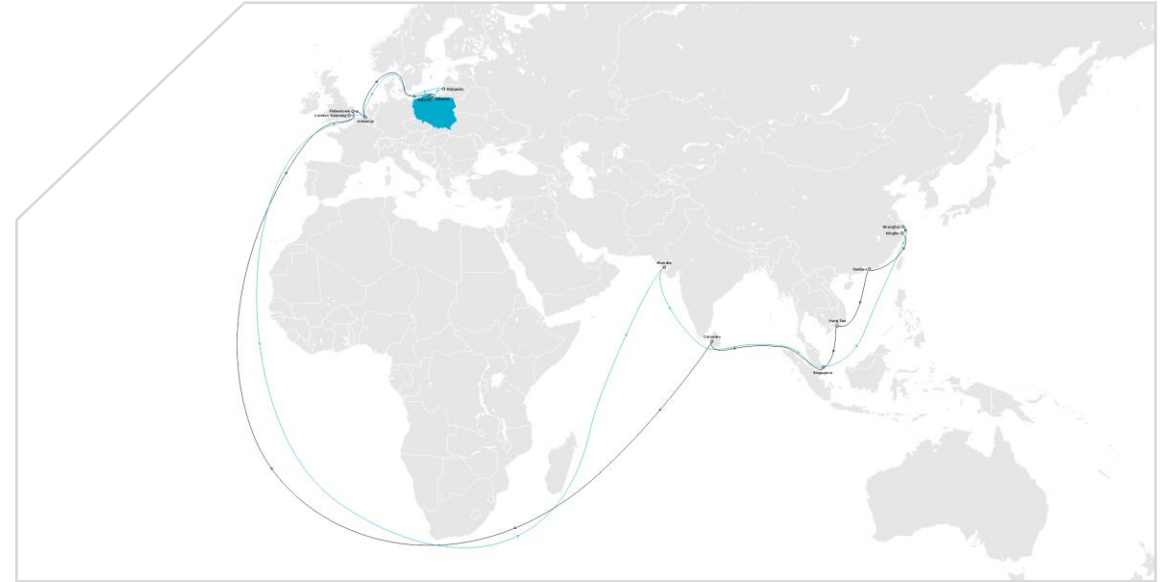 Klaipeda
Gdansk
Felixstowe
London Gateway
Antwerp
Shanghai
Ningbo
Mundra
Yantian
Vung Tau
Colombo
Singapore